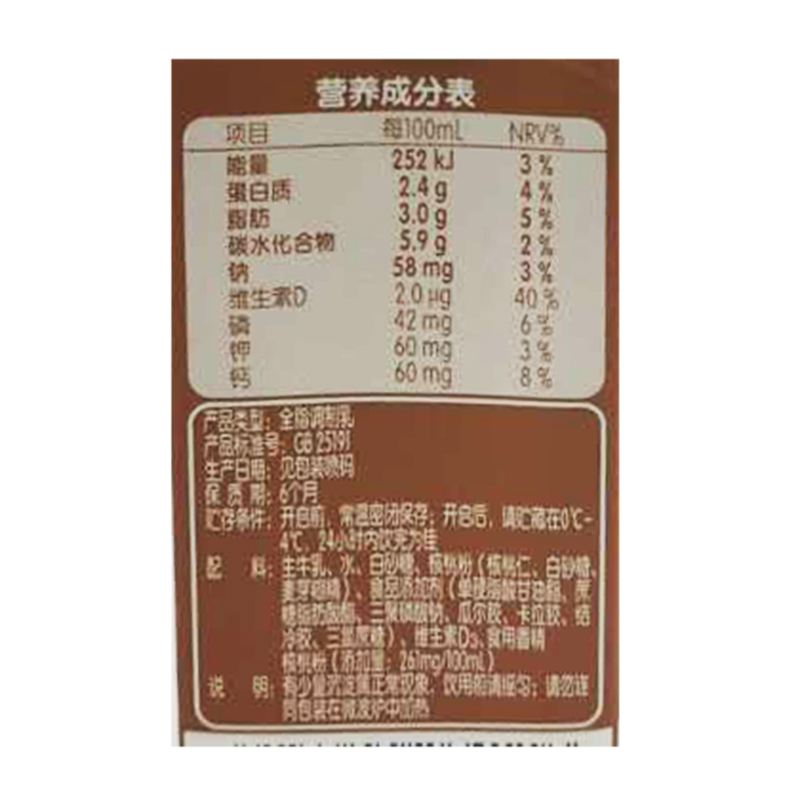 营养成分表
项目 每100mL NRV%
能量 252 kJ 3 %
蛋白质 2.4 g 4 %
脂肪 3.0 g 5 %
碳水化合物 5.9 g 2 %
钠 58 mg 3 %
维生素D 2.0 μg 40 %
磷 42 mg 6 %
钾 60 mg 3 %
钙 60 mg 8 %
产品类型：全脂调制乳
产品标准号：GB 25191
生产日期：见包装喷码
保质期：6个月
贮存条件：开启前，常温密闭保存；开启后，请贮藏在0℃-
4℃，24小时内饮完为佳
配料：生牛乳、水、白砂糖、核桃粉（核桃仁、白砂糖、
麦芽糊精）、食品添加剂（单硬脂酸甘油酯、蔗
糖脂肪酸酯、三聚磷酸钠、瓜尔胶、卡拉胶、结
冷胶、三氯蔗糖）、维生素D₃、食用香精
核桃粉（添加量：261mg/100mL）
说明：有少量沉淀属正常现象，饮用前请摇匀；请勿连
同包装在微波炉中加热